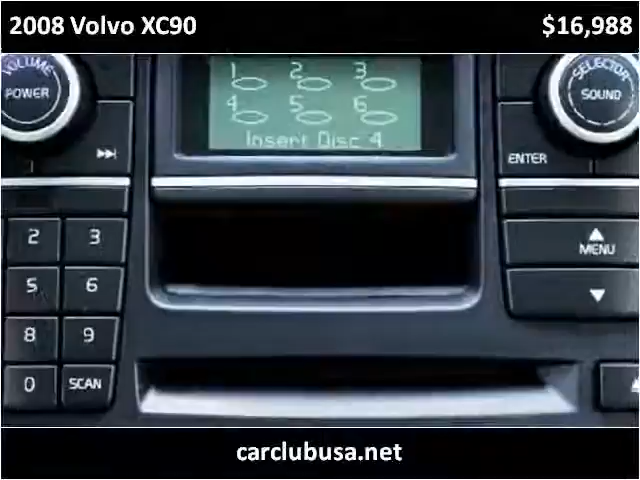 2008 Volvo XC90 $16,988
VOLUME
POWER
1 2 3
4 5 6
Insert Disc 4
SELECTOR
SOUND
ENTER
2 3
MENU
5 6
8 9
0 SCAN
carclubusa.net